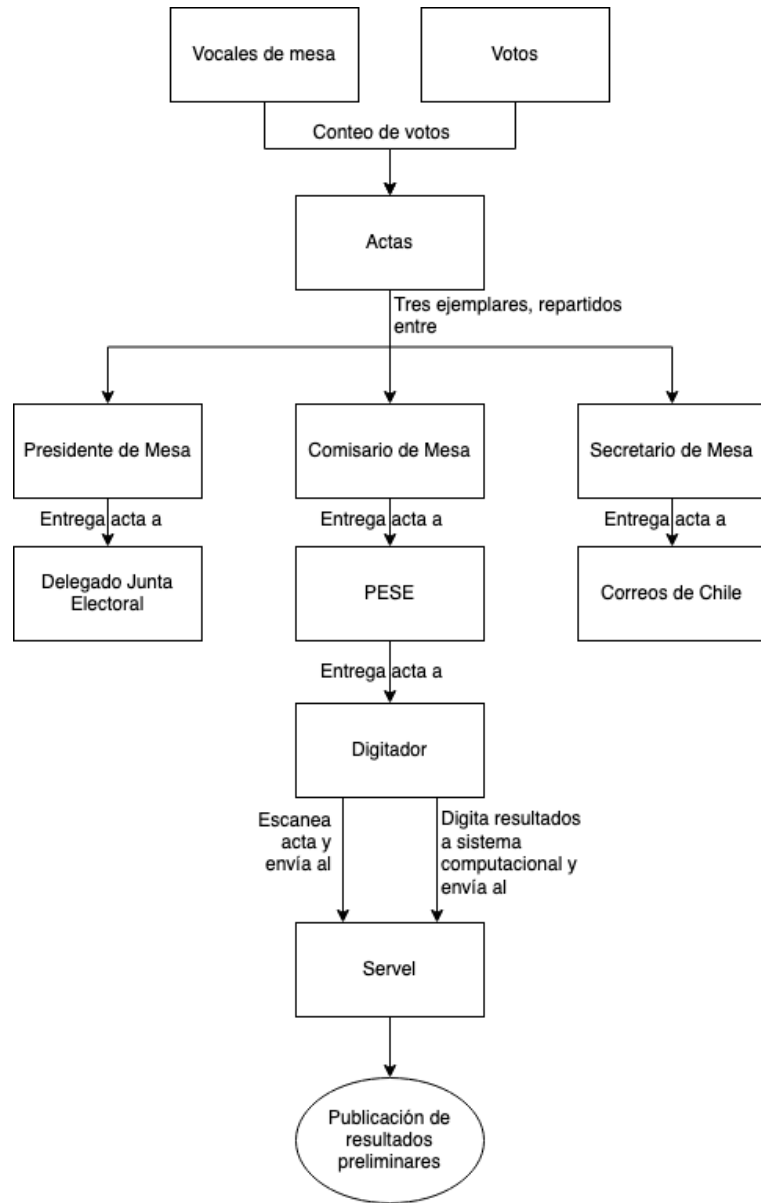 Vocales de mesa
Votos
Conteo de votos
Actas
Tres ejemplares, repartidos
entre
Presidente de Mesa
Comisario de Mesa
Secretario de Mesa
Entrega acta a
Entrega acta a
Entrega acta a
Delegado Junta
Electoral
PESE
Correos de Chile
Entrega acta a
Digitador
Escanea
acta y
envía al
Digita resultados
a sistema
computacional y
envía al
Servel
Publicación de
resultados
preliminares